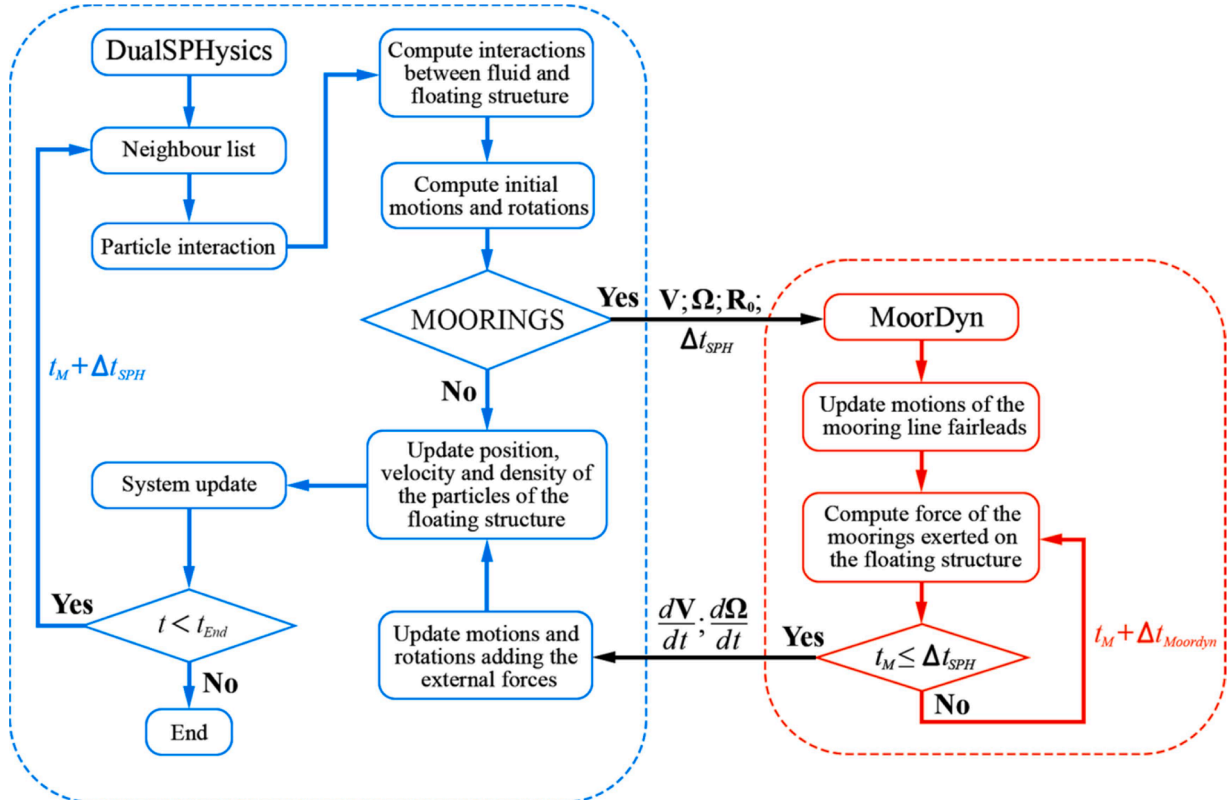 DualSPHysics
Neighbour list
Particle interaction
Compute interactions
between fluid and
floating strueture
Compute initial
motions and rotations
MOORINGS
Yes
No
V; Ω; R₀;
Δt_SPH
MoorDyn
Update motions of the
mooring line fairleads
Compute force of the
moorings exerted on
the floating structure
t_M ≤ Δt_SPH
Yes
No
t_M + Δt_Moordyn
dV/dt ; dΩ/dt
Update motions and
rotations adding the
external forces
Update position,
velocity and density of
the particles of the
floating structure
System update
t < t_End
Yes
No
t_M + Δt_SPH
End